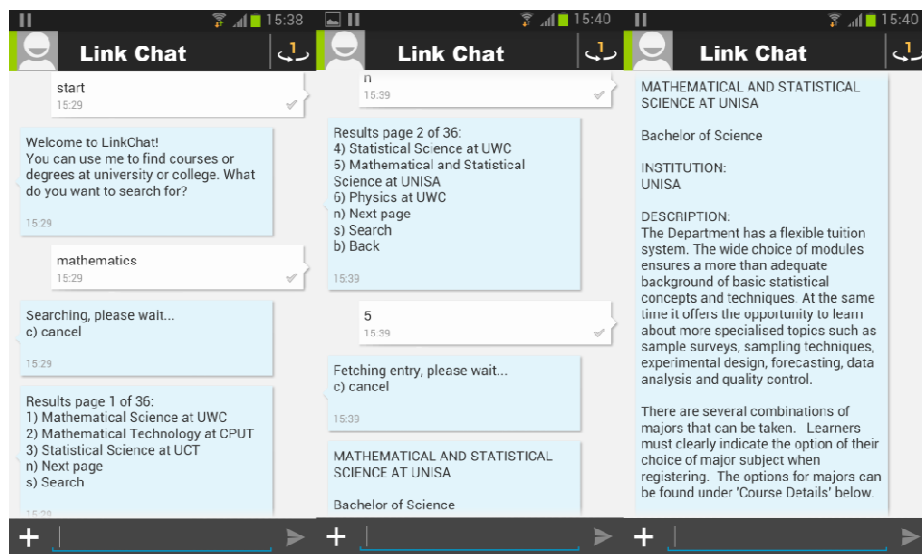 15:38
Link Chat
1
start
15:29
Welcome to LinkChat!
You can use me to find courses or
degrees at university or college. What
do you want to search for?
15:29
mathematics
15:29
Searching, please wait...
c) cancel
15:29
Results page 1 of 36:
1) Mathematical Science at UWC
2) Mathematical Technology at CPUT
3) Statistical Science at UCT
n) Next page
s) Search
15:29
15:40
Link Chat
1
n
15:39
Results page 2 of 36:
4) Statistical Science at UWC
5) Mathematical and Statistical
Science at UNISA
6) Physics at UWC
n) Next page
s) Search
b) Back
15:39
5
15:39
Fetching entry, please wait...
c) cancel
15:39
MATHEMATICAL AND STATISTICAL
SCIENCE AT UNISA
Bachelor of Science
15:40
Link Chat
1
MATHEMATICAL AND STATISTICAL
SCIENCE AT UNISA
Bachelor of Science
INSTITUTION:
UNISA
DESCRIPTION:
The Department has a flexible tuition
system. The wide choice of modules
ensures a more than adequate
background of basic statistical
concepts and techniques. At the same
time it offers the opportunity to learn
about more specialised topics such as
sample surveys, sampling techniques,
experimental design, forecasting, data
analysis and quality control.
There are several combinations of
majors that can be taken. Learners
must clearly indicate the option of their
choice of major subject when
registering. The options for majors can
be found under 'Course Details' below.